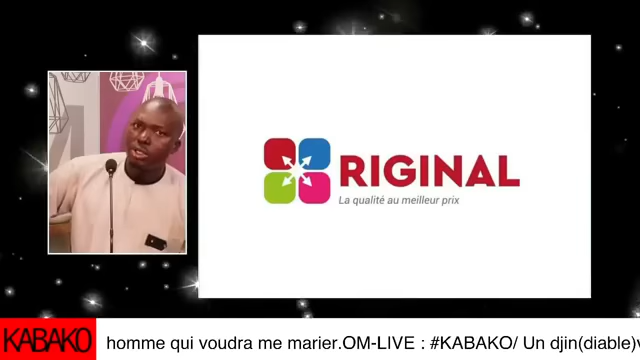 RIGINAL
La qualité au meilleur prix
KABAKO
homme qui voudra me marier.OM-LIVE : #KABAKO/ Un djin(diable)v